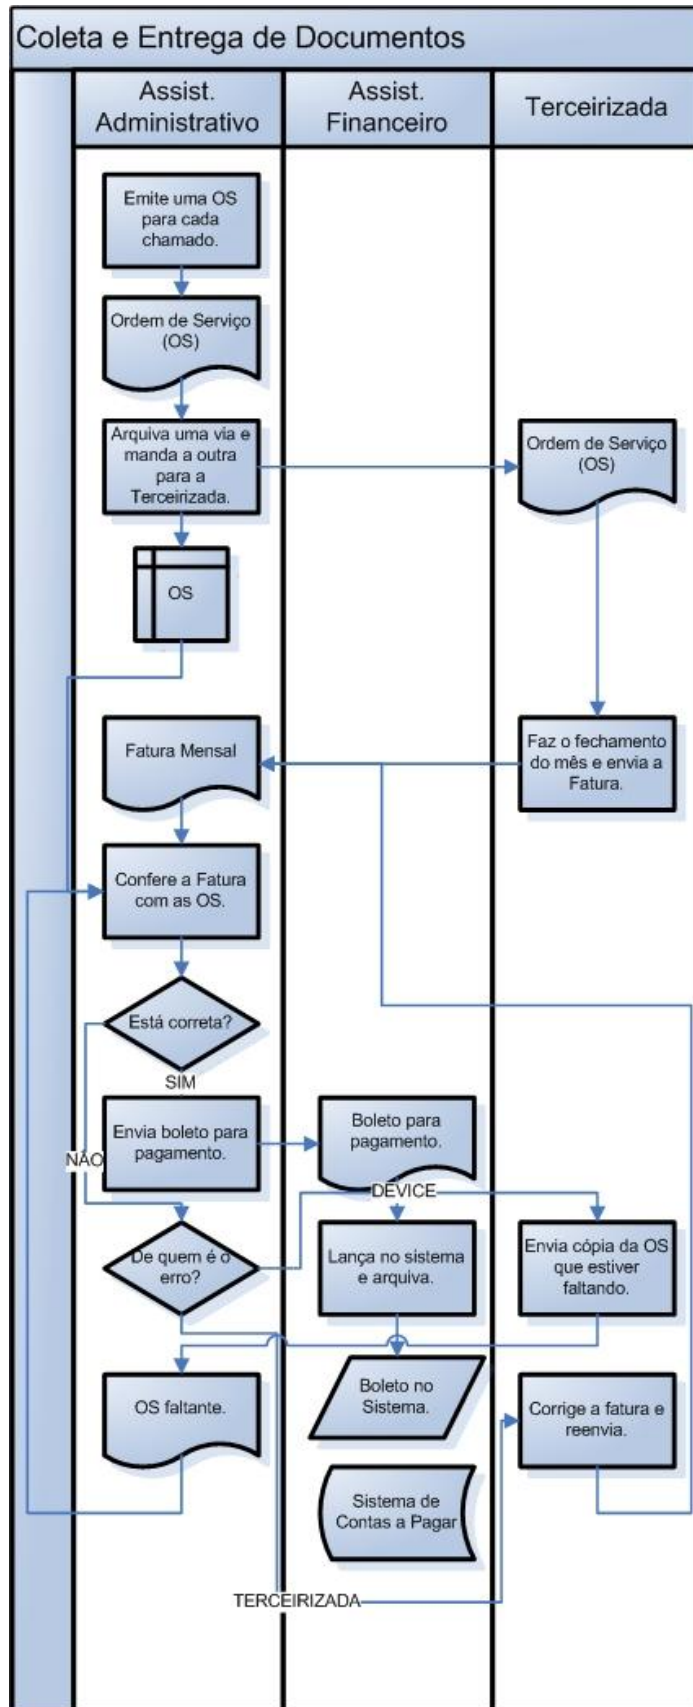 Coleta e Entrega de Documentos
Assist.
Administrativo
Assist.
Financeiro
Terceirizada
Emite uma OS
para cada
chamado.
Ordem de Serviço
(OS)
Arquiva uma via e
manda a outra
para a
Terceirizada.
Ordem de Serviço
(OS)
OS
Fatura Mensal
Faz o fechamento
do mês e envia a
Fatura.
Confere a Fatura
com as OS.
Está correta?
SIM
Envia boleto para
pagamento.
Boleto para
pagamento.
NÃO
DEVICE
De quem é o
erro?
Lança no sistema
e arquiva.
Envia cópia da OS
que estiver
faltando.
OS faltante.
Boleto no
Sistema.
Corrige a fatura e
reenvia.
Sistema de
Contas a Pagar
TERCEIRIZADA